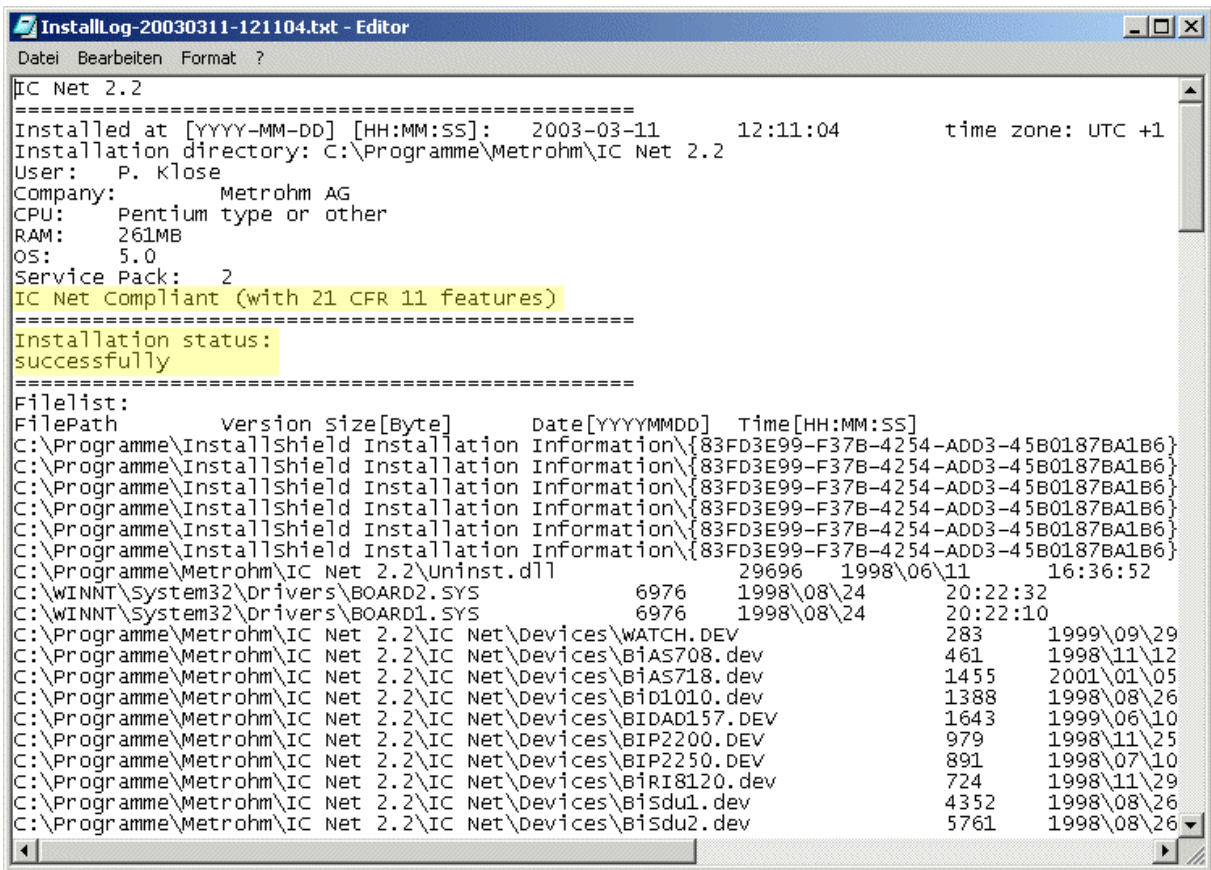 InstallLog-20030311-121104.txt - Editor
Datei Bearbeiten Format ?
IC Net 2.2
================================================
Installed at [YYYY-MM-DD] [HH:MM:SS]: 2003-03-11 12:11:04 time zone: UTC +1
Installation directory: C:\Programme\Metrohm\IC Net 2.2
User: P. Klose
Company: Metrohm AG
CPU: Pentium type or other
RAM: 261MB
OS: 5.0
Service Pack: 2
IC Net Compliant (with 21 CFR 11 features)
================================================
Installation status:
successfully
================================================
Filelist:
FilePath Version Size[Byte] Date[YYYYMMDD] Time[HH:MM:SS]
C:\Programme\InstallShield Installation Information\{83FD3E99-F37B-4254-ADD3-45B0187BA1B6}
C:\Programme\InstallShield Installation Information\{83FD3E99-F37B-4254-ADD3-45B0187BA1B6}
C:\Programme\InstallShield Installation Information\{83FD3E99-F37B-4254-ADD3-45B0187BA1B6}
C:\Programme\InstallShield Installation Information\{83FD3E99-F37B-4254-ADD3-45B0187BA1B6}
C:\Programme\InstallShield Installation Information\{83FD3E99-F37B-4254-ADD3-45B0187BA1B6}
C:\Programme\InstallShield Installation Information\{83FD3E99-F37B-4254-ADD3-45B0187BA1B6}
C:\Programme\Metrohm\IC Net 2.2\Uninst.dll 29696 1998\06\11 16:36:52
C:\WINNT\System32\Drivers\BOARD2.SYS 6976 1998\08\24 20:22:32
C:\WINNT\System32\Drivers\BOARD1.SYS 6976 1998\08\24 20:22:10
C:\Programme\Metrohm\IC Net 2.2\IC Net\Devices\WATCH.DEV 283 1999\09\29
C:\Programme\Metrohm\IC Net 2.2\IC Net\Devices\BiAS708.dev 461 1998\11\12
C:\Programme\Metrohm\IC Net 2.2\IC Net\Devices\BiAS718.dev 1455 2001\01\05
C:\Programme\Metrohm\IC Net 2.2\IC Net\Devices\BiD1010.dev 1388 1998\08\26
C:\Programme\Metrohm\IC Net 2.2\IC Net\Devices\BIDAD157.DEV 1643 1999\06\10
C:\Programme\Metrohm\IC Net 2.2\IC Net\Devices\BIP2200.DEV 979 1998\11\25
C:\Programme\Metrohm\IC Net 2.2\IC Net\Devices\BIP2250.DEV 891 1998\07\10
C:\Programme\Metrohm\IC Net 2.2\IC Net\Devices\BiRI8120.dev 724 1998\11\29
C:\Programme\Metrohm\IC Net 2.2\IC Net\Devices\BiSdu1.dev 4352 1998\08\26
C:\Programme\Metrohm\IC Net 2.2\IC Net\Devices\BiSdu2.dev 5761 1998\08\26